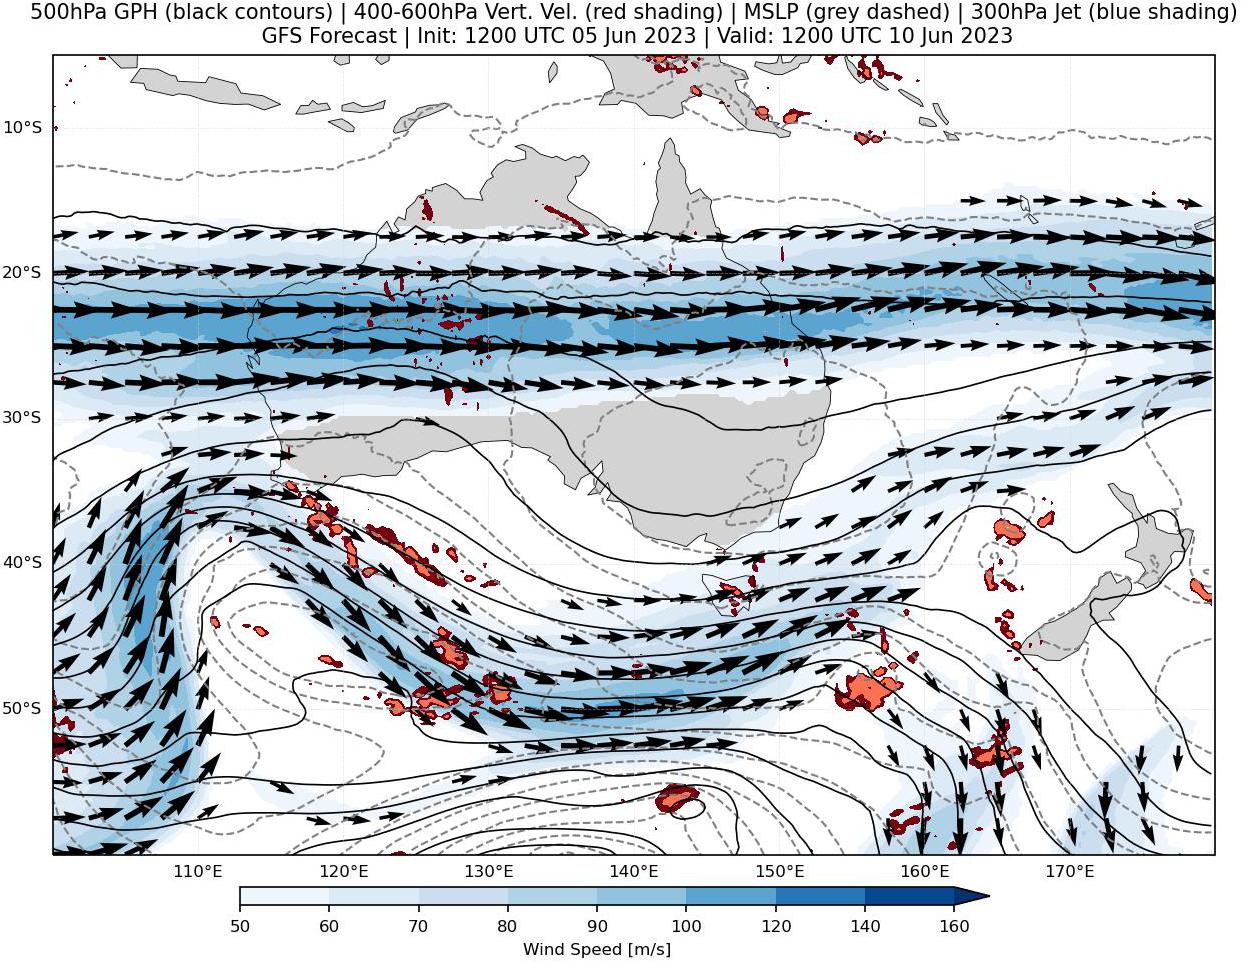 500hPa GPH (black contours) | 400-600hPa Vert. Vel. (red shading) | MSLP (grey dashed) | 300hPa Jet (blue shading)
GFS Forecast | Init: 1200 UTC 05 Jun 2023 | Valid: 1200 UTC 10 Jun 2023
10°S
20°S
30°S
40°S
50°S
110°E 120°E 130°E 140°E 150°E 160°E 170°E
50 60 70 80 90 100 120 140 160
Wind Speed [m/s]